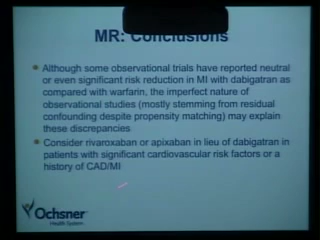 MR: Conclusions
Although some observational trials have reported neutral
or even significant risk reduction in MI with dabigatran as
compared with warfarin, the imperfect nature of
observational studies (mostly stemming from residual
confounding despite propensity matching) may explain
these discrepancies
Consider rivaroxaban or apixaban in lieu of dabigatran in
patients with significant cardiovascular risk factors or a
history of CAD/MI
Ochsner
Health System